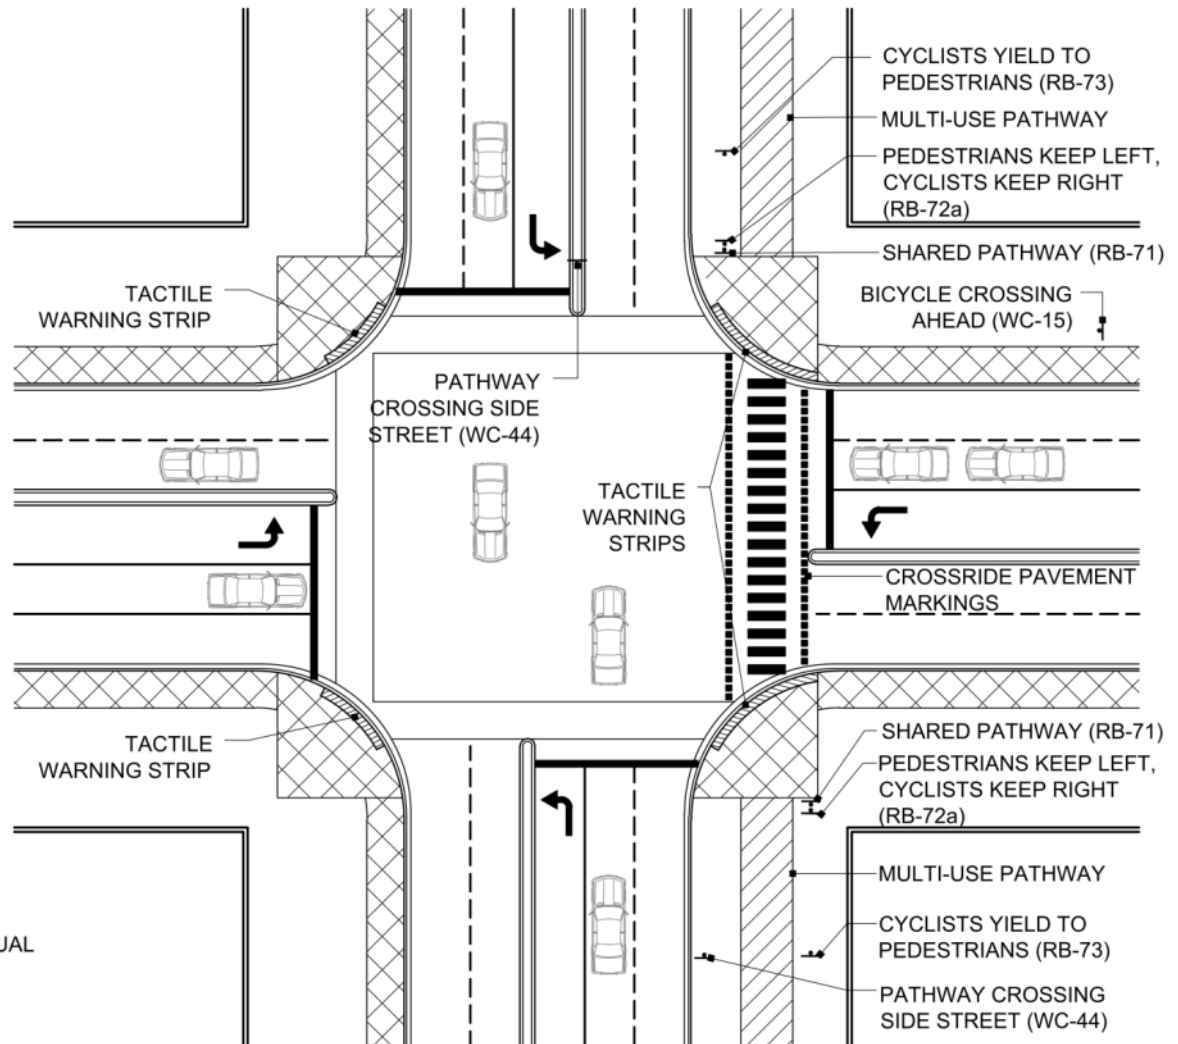 CYCLISTS YIELD TO
PEDESTRIANS (RB-73)
MULTI-USE PATHWAY
PEDESTRIANS KEEP LEFT,
CYCLISTS KEEP RIGHT
(RB-72a)
SHARED PATHWAY (RB-71)
BICYCLE CROSSING
AHEAD (WC-15)
TACTILE
WARNING STRIP
PATHWAY
CROSSING SIDE
STREET (WC-44)
TACTILE
WARNING
STRIPS
CROSSRIDE PAVEMENT
MARKINGS
TACTILE
WARNING STRIP
SHARED PATHWAY (RB-71)
PEDESTRIANS KEEP LEFT,
CYCLISTS KEEP RIGHT
(RB-72a)
MULTI-USE PATHWAY
CYCLISTS YIELD TO
PEDESTRIANS (RB-73)
UAL
PATHWAY CROSSING
SIDE STREET (WC-44)